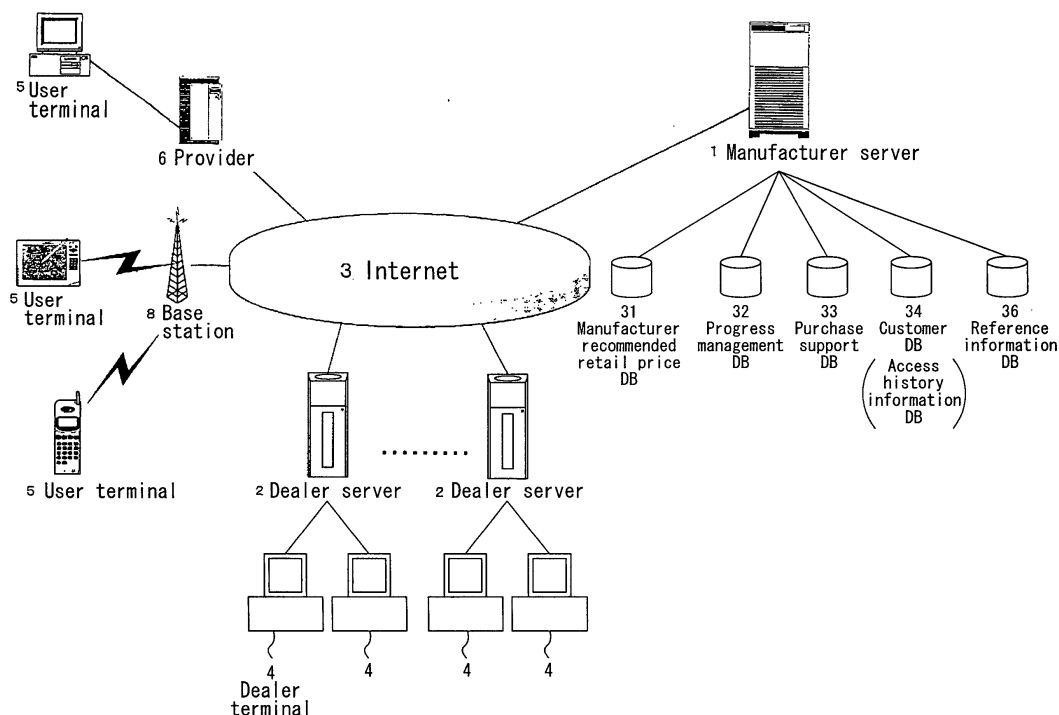 5 User
terminal
6 Provider
1 Manufacturer server
3 Internet
5 User
terminal
8 Base
station
31
Manufacturer
recommended
retail price
DB
32
Progress
management
DB
33
Purchase
support
DB
34
Customer
DB
(Access
history
information
DB)
36
Reference
information
DB
5 User terminal
2 Dealer server
2 Dealer server
4
Dealer
terminal
4
4
4